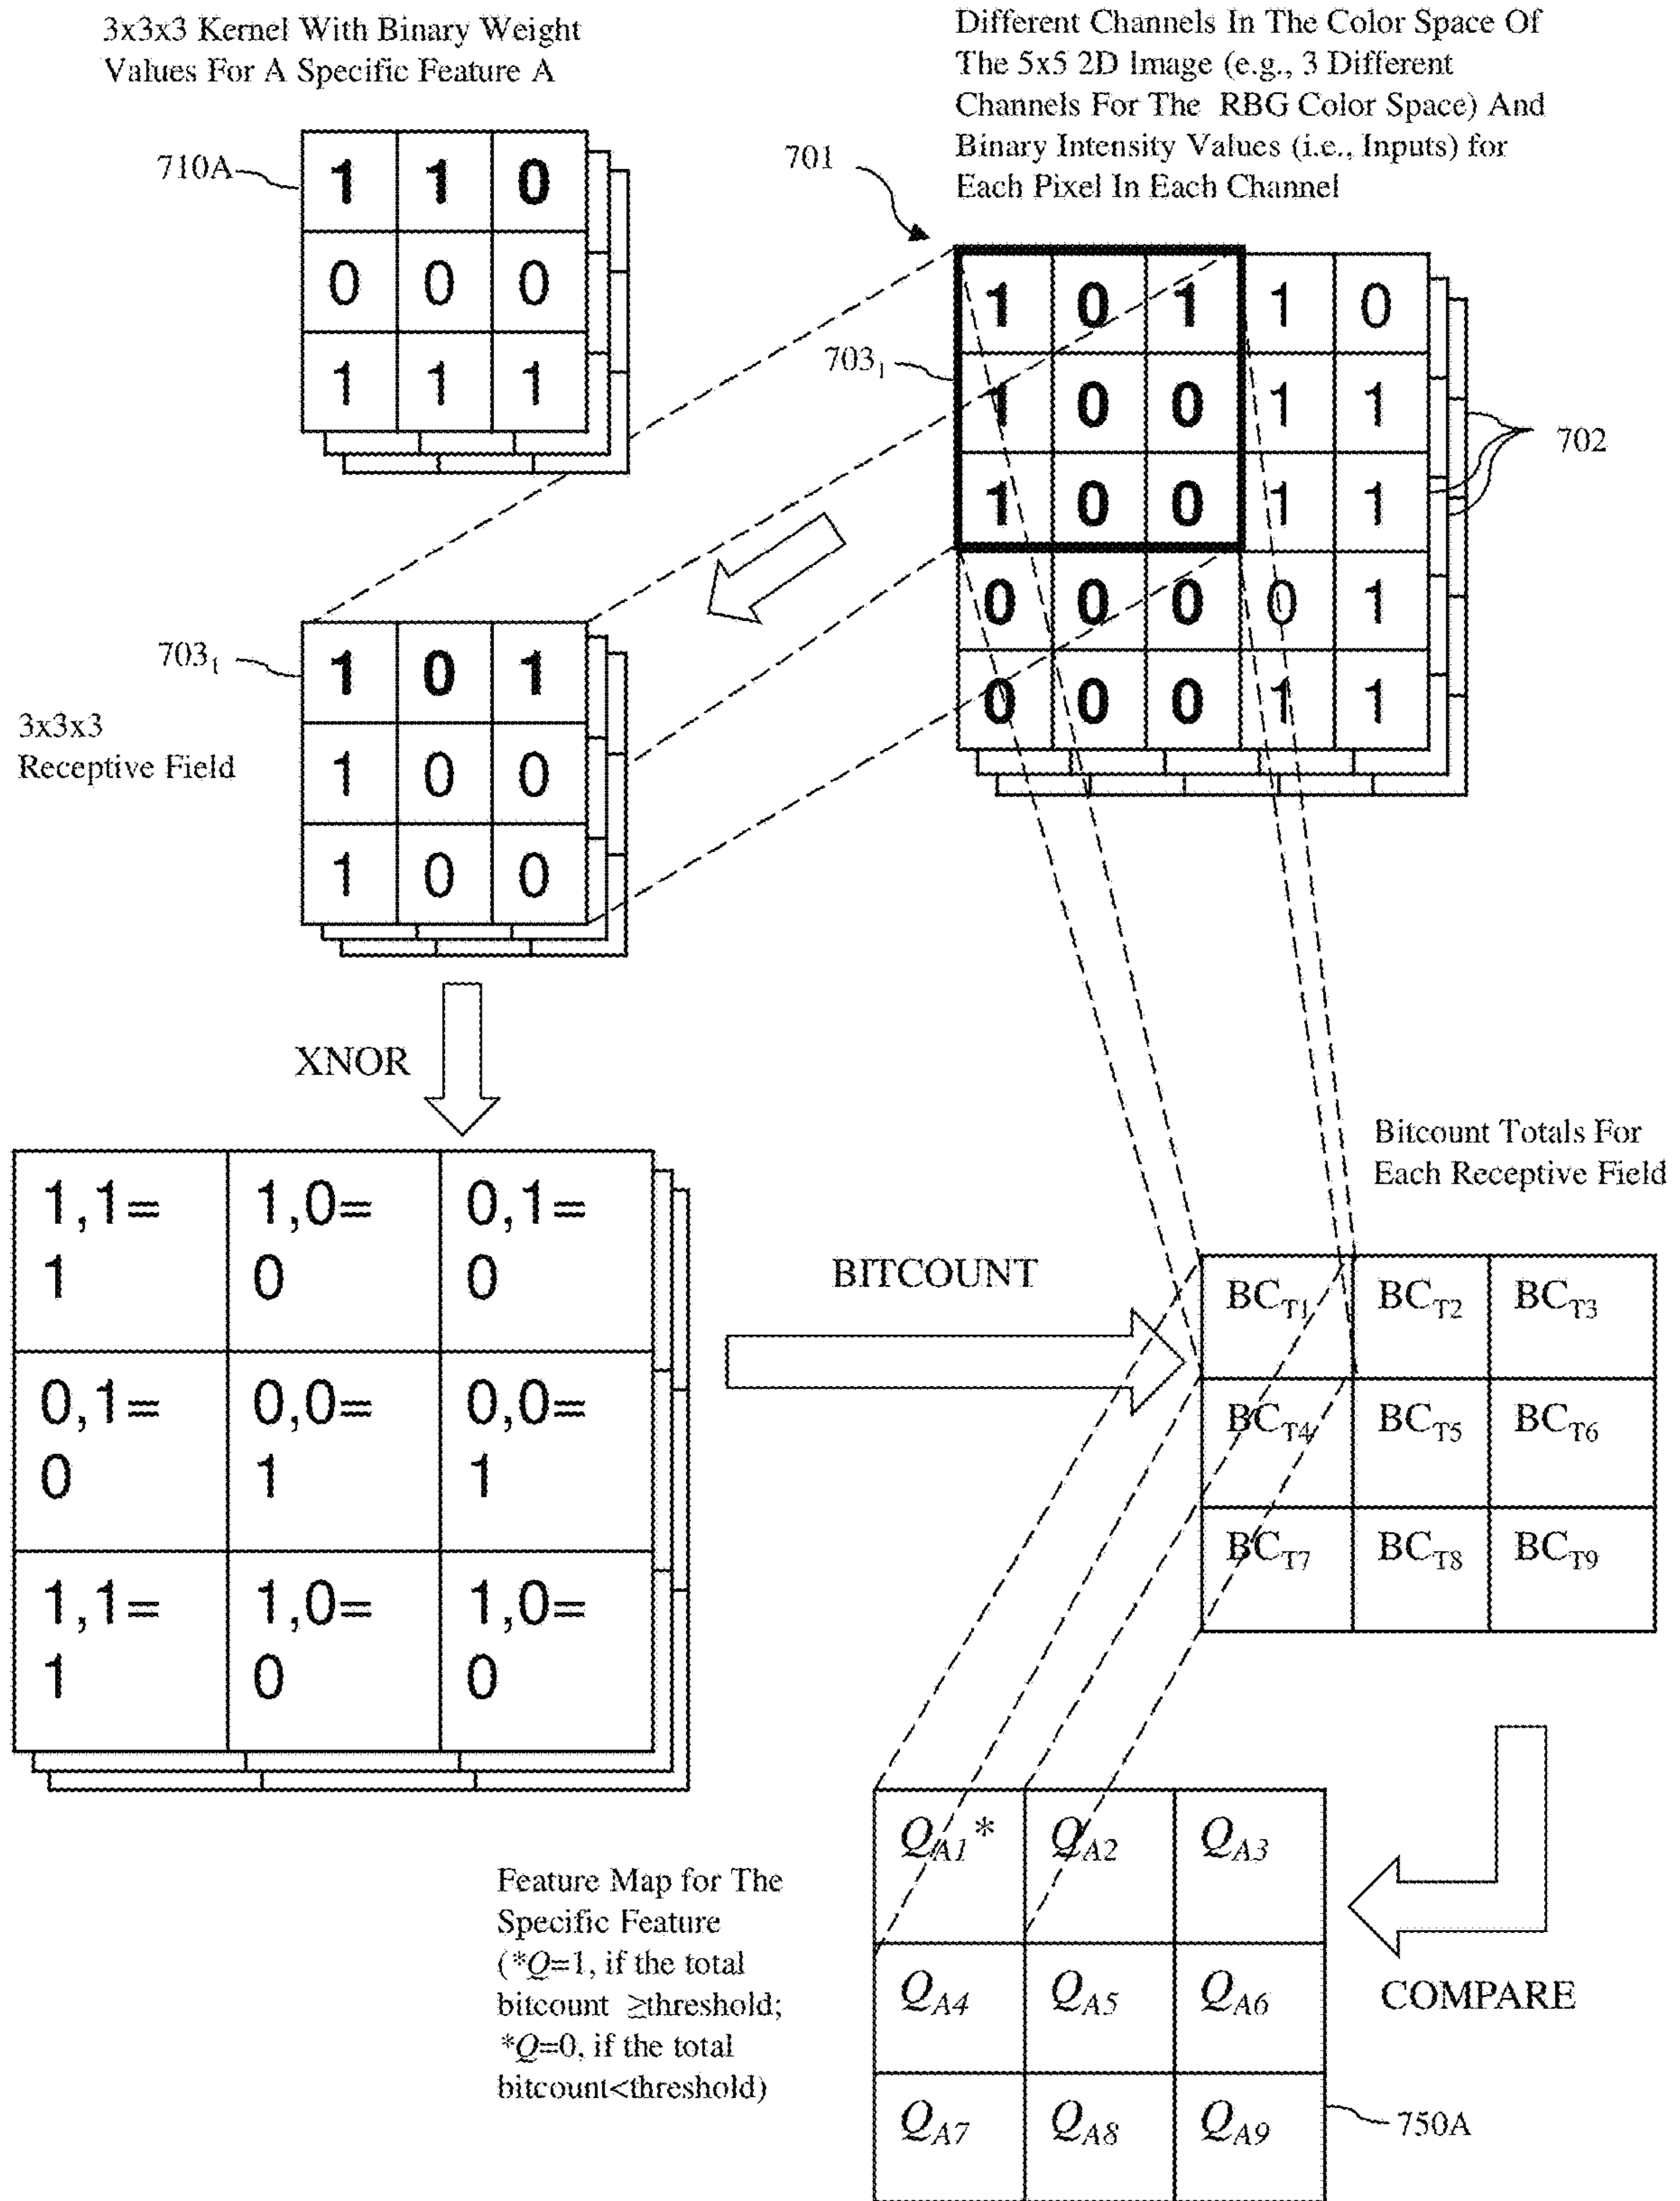 3x3x3 Kernel With Binary Weight
Values For A Specific Feature A
Different Channels In The Color Space Of
The 5x5 2D Image (e.g., 3 Different
Channels For The RBG Color Space) And
Binary Intensity Values (i.e., Inputs) for
Each Pixel In Each Channel
710A
1 1 0
0 0 0
1 1 1
701
703₁
1 0 1 1 0
1 0 0 1 1
1 0 0 1 1
0 0 0 0 1
0 0 0 1 1
702
703₁
3x3x3
Receptive Field
1 0 1
1 0 0
1 0 0
XNOR
1,1= 1,0= 0,1=
1 0 0
0,1= 0,0= 0,0=
0 1 1
1,1= 1,0= 1,0=
1 0 0
BITCOUNT
Bitcount Totals For
Each Receptive Field
BC_T1 BC_T2 BC_T3
BC_T4 BC_T5 BC_T6
BC_T7 BC_T8 BC_T9
COMPARE
Feature Map for The
Specific Feature
(*Q=1, if the total
bitcount ≥threshold;
*Q=0, if the total
bitcount<threshold)
Q_A1* Q_A2 Q_A3
Q_A4 Q_A5 Q_A6
Q_A7 Q_A8 Q_A9
750A